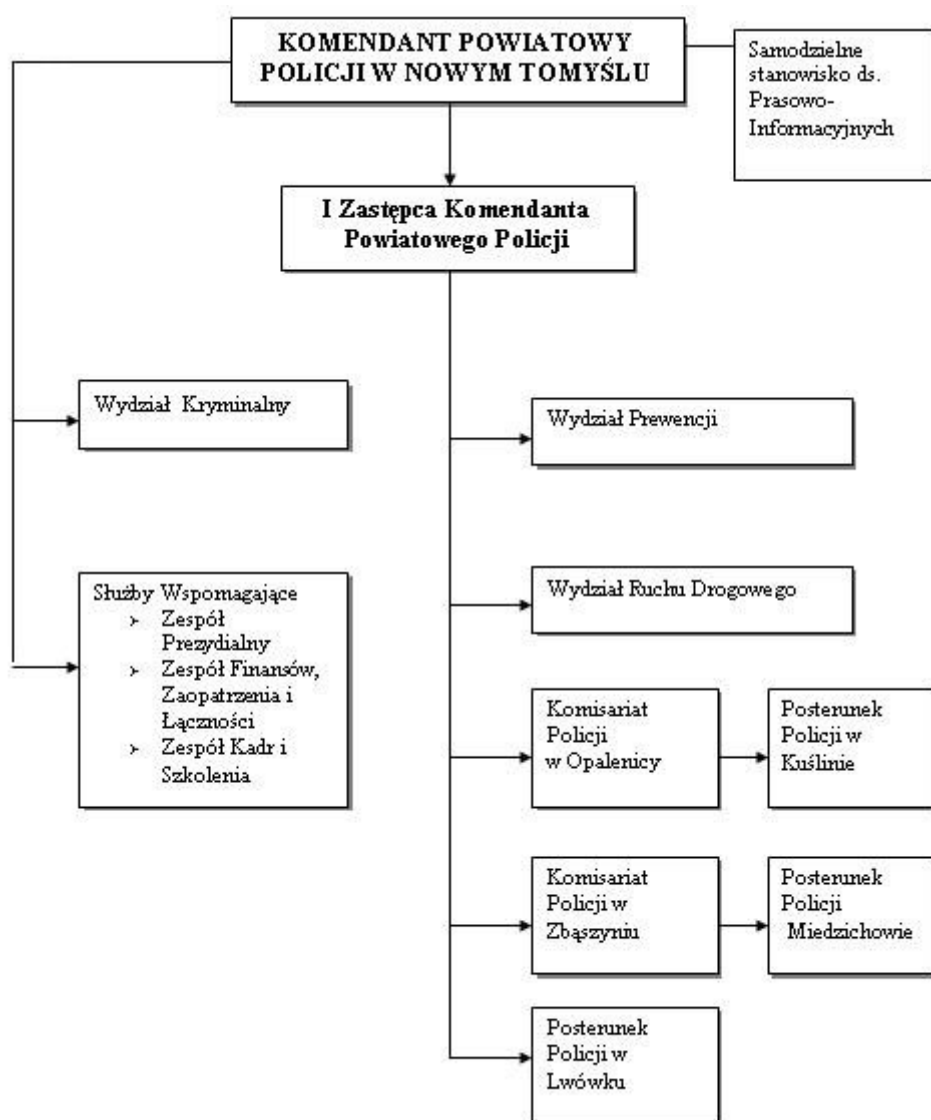 KOMENDANT POWIATOWY
POLICJI W NOWYM TOMYŚLU
Samodzielne
stanowisko ds.
Prasowo-
Informacyjnych
I Zastępca Komendanta
Powiatowego Policji
Wydział Kryminalny
Wydział Prewencji
Służby Wspomagające
➢ Zespół
Prezydialny
➢ Zespół Finansów,
Zaopatrzenia i
Łączności
➢ Zespół Kadr i
Szkolenia
Wydział Ruchu Drogowego
Komisariat
Policji
w Opalenicy
Posterunek
Policji w
Kuślinie
Komisariat
Policji w
Zbąszyniu
Posterunek
Policji
Miedzichowie
Posterunek
Policji w
Lwówku